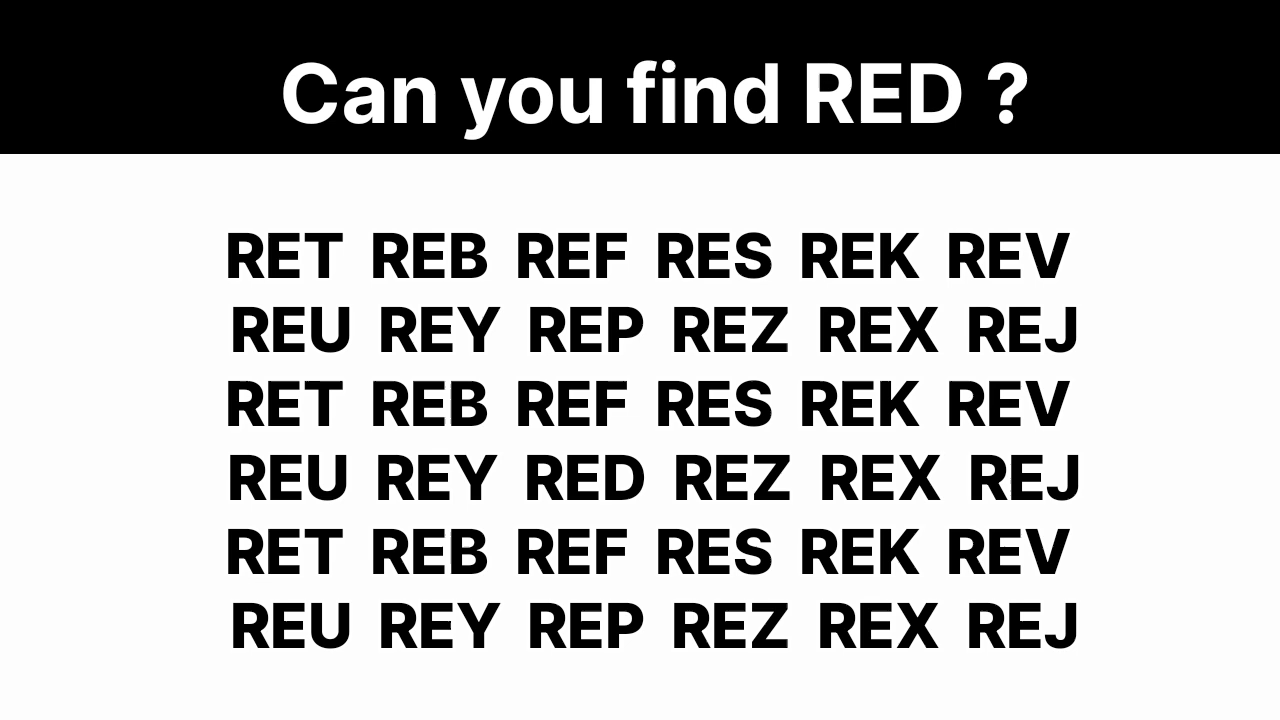 Can you find RED ?
RET REB REF RES REK REV
REU REY REP REZ REX REJ
RET REB REF RES REK REV
REU REY RED REZ REX REJ
RET REB REF RES REK REV
REU REY REP REZ REX REJ